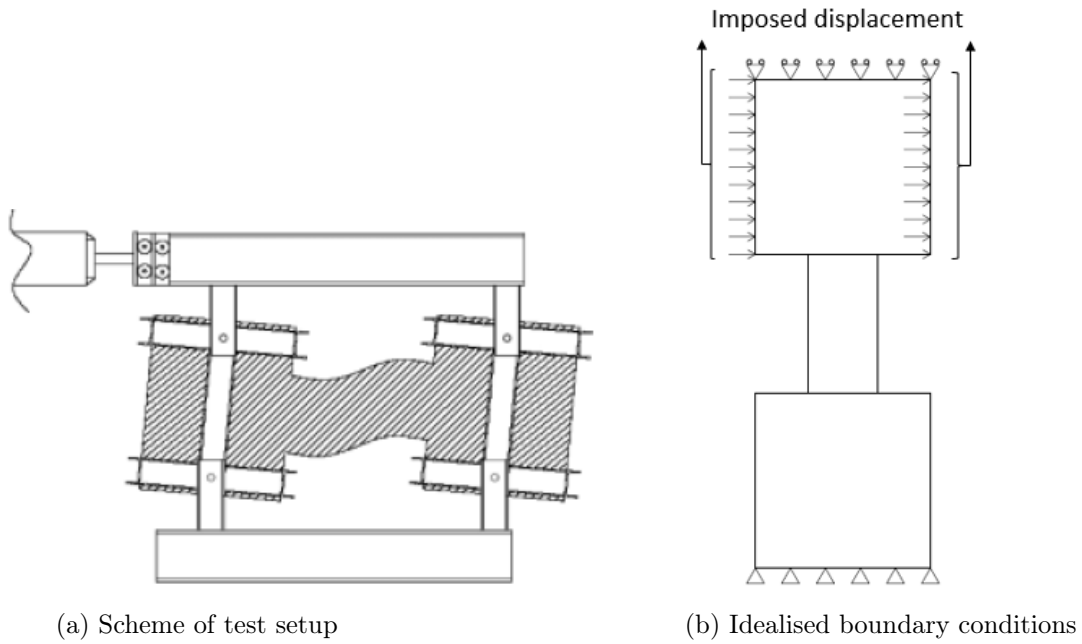 Imposed displacement
(a) Scheme of test setup
(b) Idealised boundary conditions